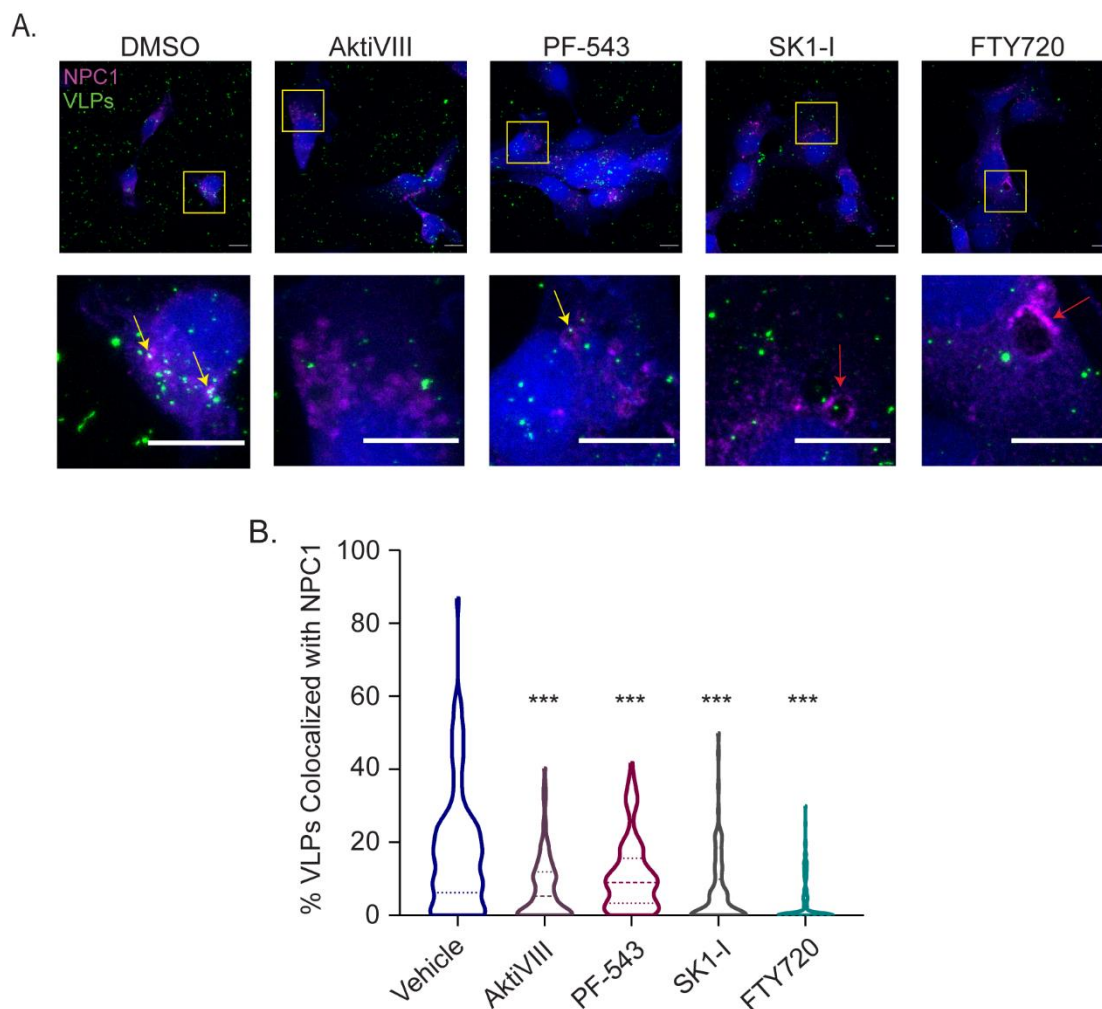 A.
DMSO AktiVIII PF-543 SK1-I FTY720
NPC1
VLPs
B.
% VLPs Colocalized with NPC1
100
80
60
40
20
0
*** *** *** ***
Vehicle AktiVIII PF-543 SK1-I FTY720